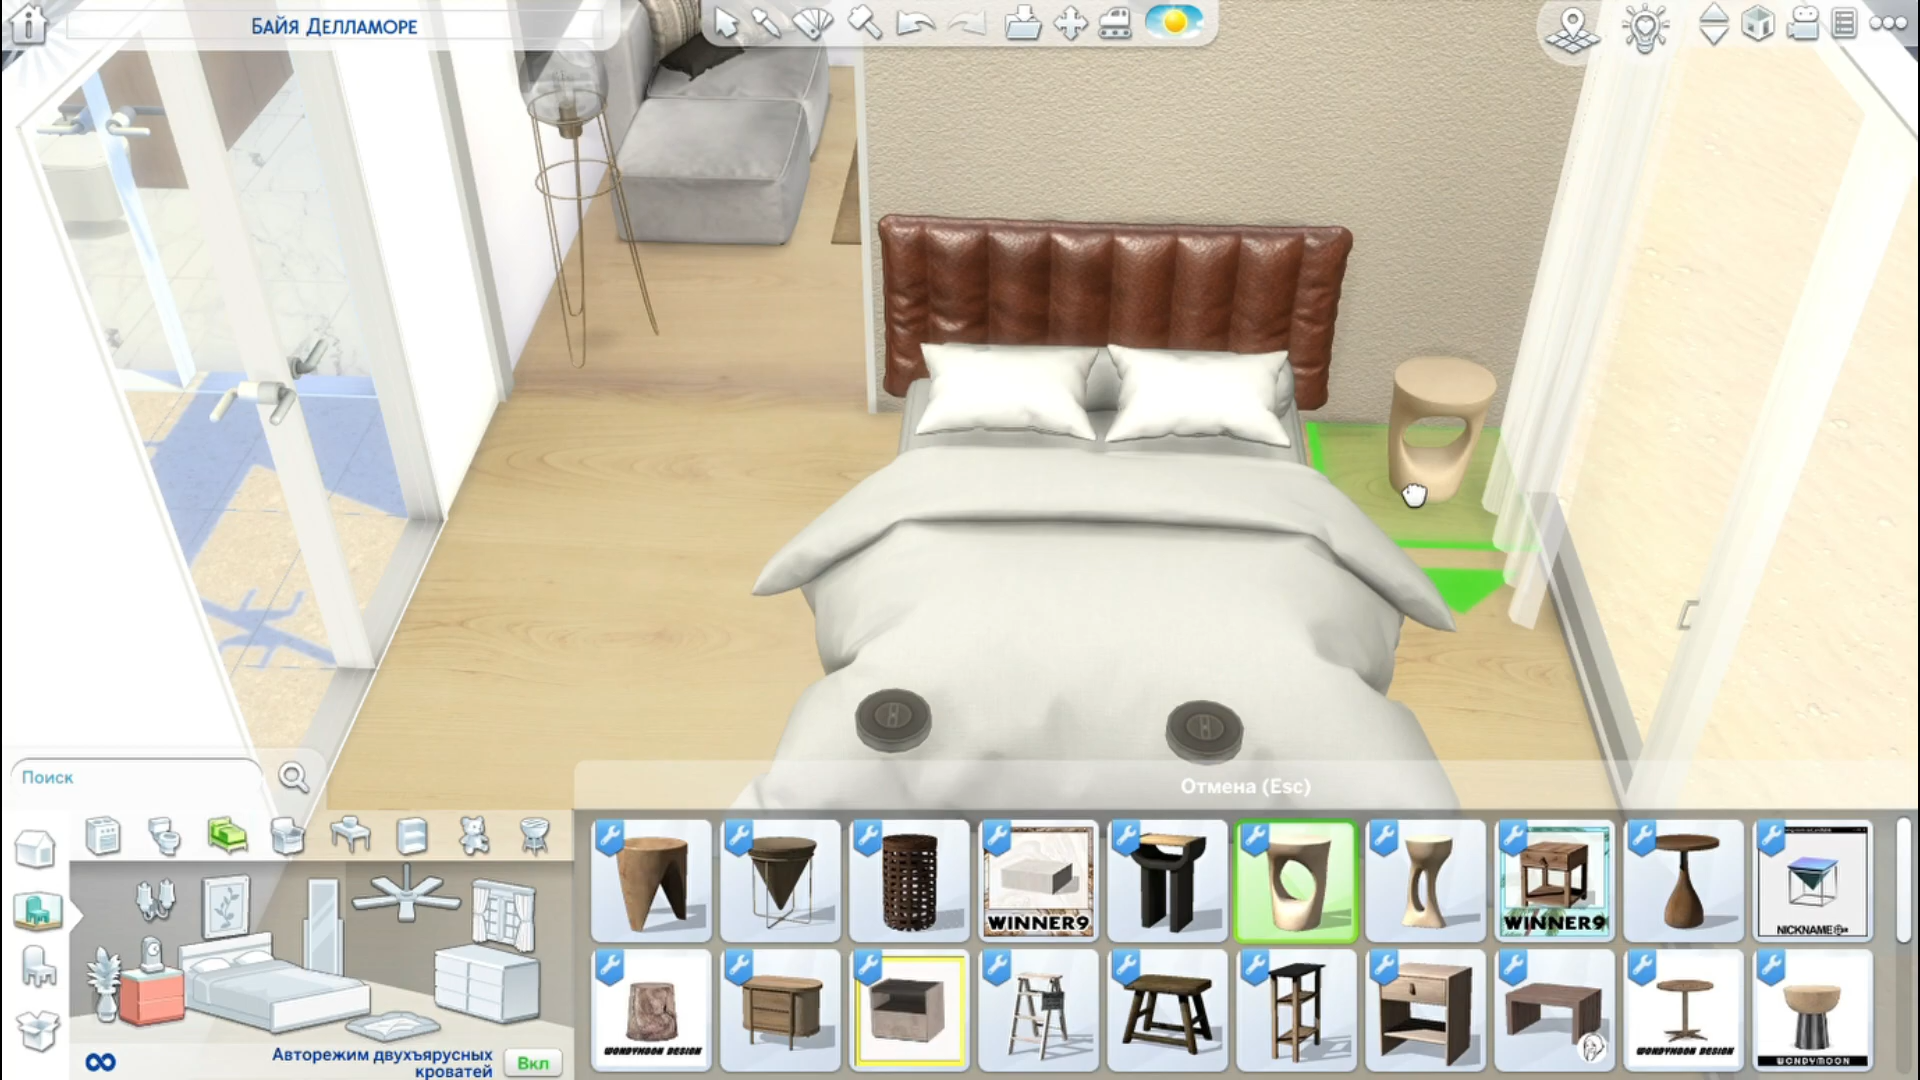 БАЙЯ ДЕЛЛАМОРЕ
Поиск
Отмена (Esc)
WINNER9
WINNER9
NICKNAME
WONDYMOON DESIGN
WONDYMOON DESIGN
WONDYMOON
Авторежим двухъярусных
кроватей
Вкл